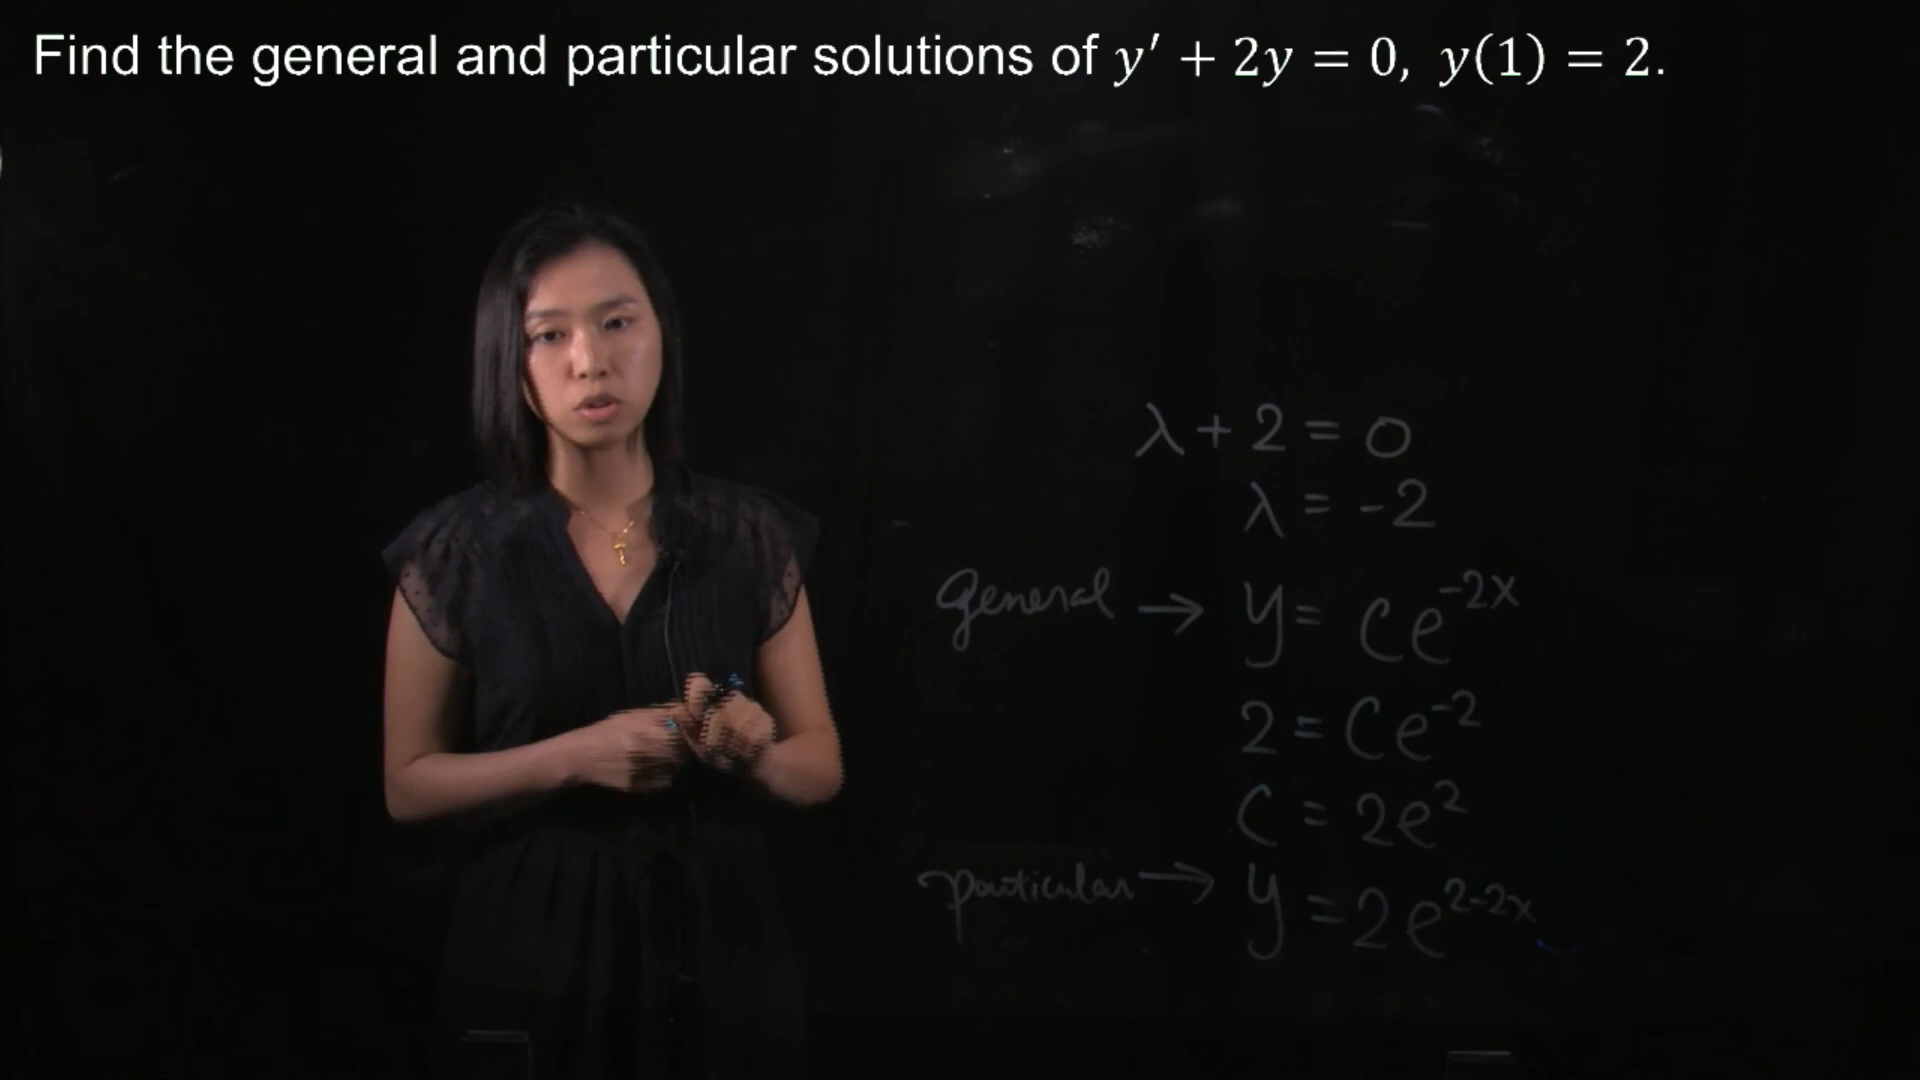 Find the general and particular solutions of y′ + 2y = 0, y(1) = 2.
λ + 2 = 0
λ = -2
General → y = Ce^{-2x}
2 = Ce^{-2}
C = 2e^{2}
particular → y = 2e^{2-2x}